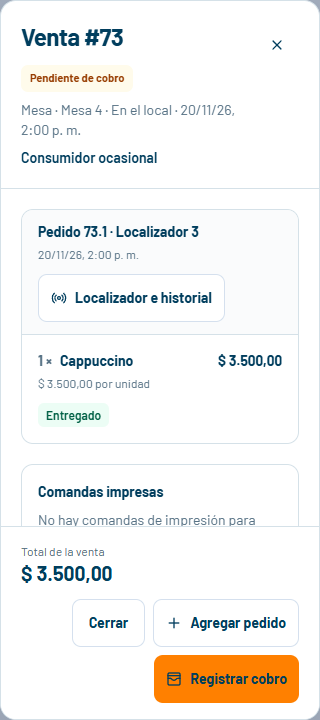 Venta #73
Pendiente de cobro
Mesa · Mesa 4 · En el local · 20/11/26,
2:00 p. m.
Consumidor ocasional
Pedido 73.1 · Localizador 3
20/11/26, 2:00 p. m.
Localizador e historial
1 × Cappuccino $ 3.500,00
$ 3.500,00 por unidad
Entregado
Comandas impresas
No hay comandas de impresión para
Total de la venta
$ 3.500,00
Cerrar
Agregar pedido
Registrar cobro